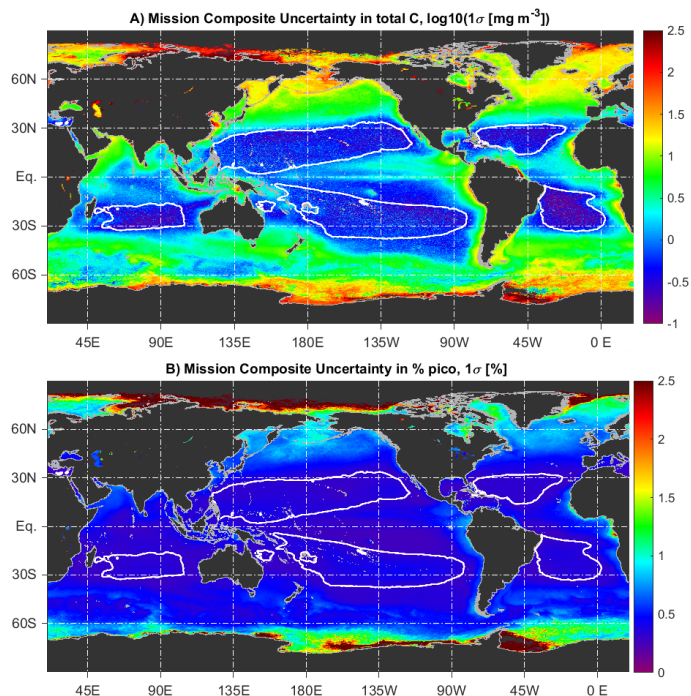 A) Mission Composite Uncertainty in total C, log10(1σ [mg m⁻³])
60N
30N
Eq.
30S
60S
45E 90E 135E 180E 135W 90W 45W 0 E
2.5
2
1.5
1
0.5
0
-0.5
-1
B) Mission Composite Uncertainty in % pico, 1σ [%]
60N
30N
Eq.
30S
60S
45E 90E 135E 180E 135W 90W 45W 0 E
2.5
2
1.5
1
0.5
0